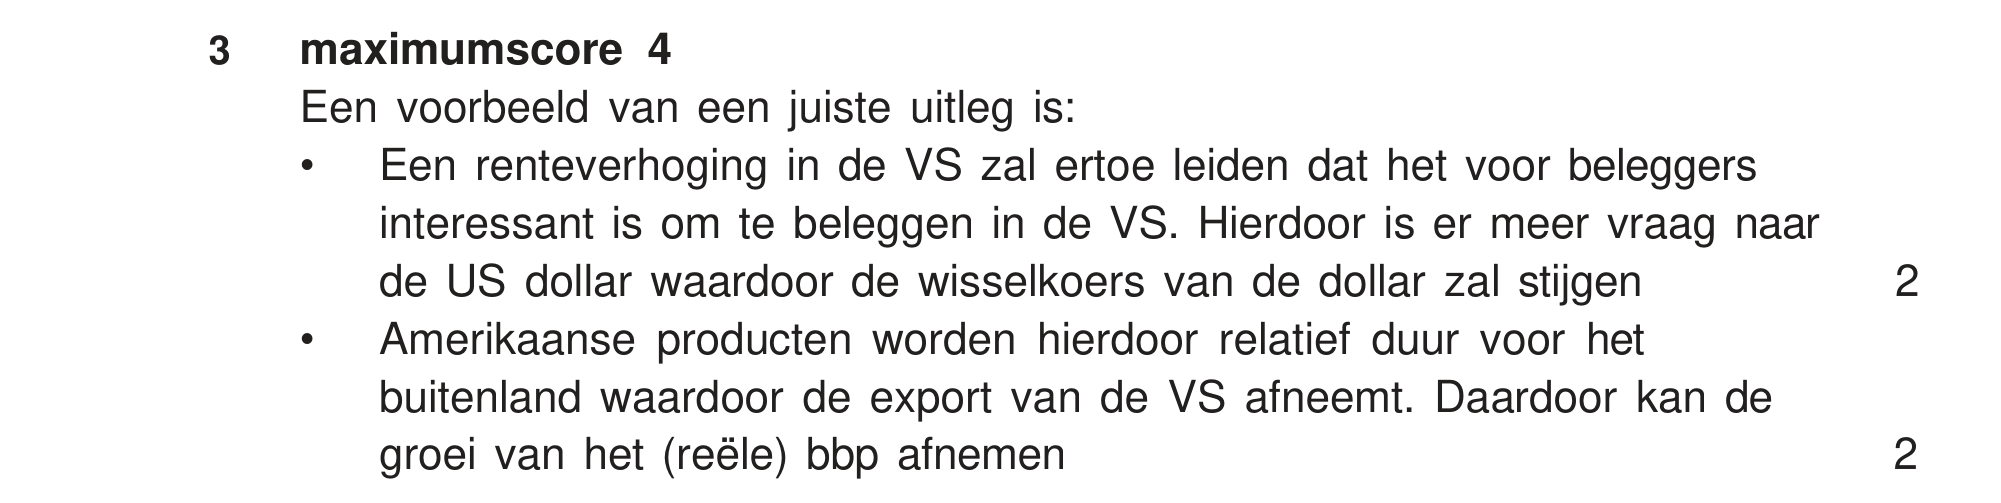 3 maximumscore 4
Een voorbeeld van een juiste uitleg is:
• Een renteverhoging in de VS zal ertoe leiden dat het voor beleggers
interessant is om te beleggen in de VS. Hierdoor is er meer vraag naar
de US dollar waardoor de wisselkoers van de dollar zal stijgen 2
• Amerikaanse producten worden hierdoor relatief duur voor het
buitenland waardoor de export van de VS afneemt. Daardoor kan de
groei van het (reële) bbp afnemen 2